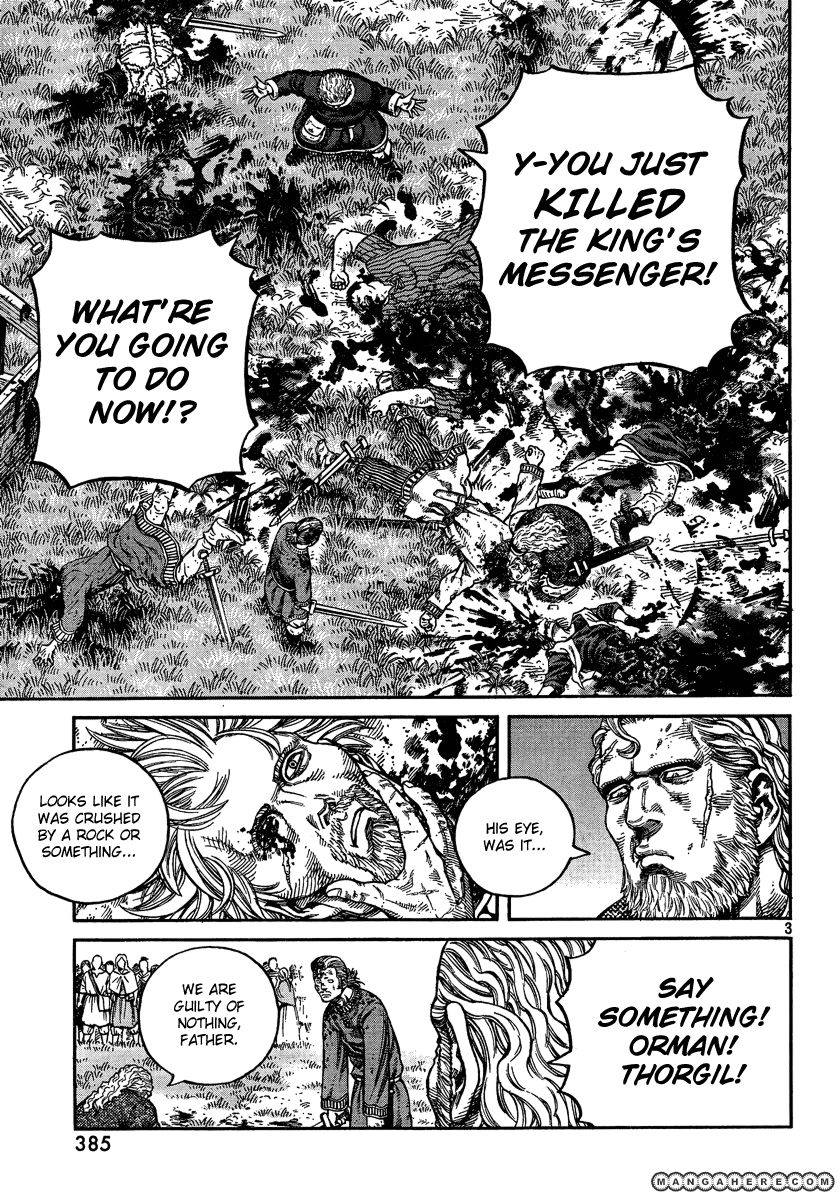 Y-YOU JUST
KILLED
THE KING'S
MESSENGER!
WHAT'RE
YOU GOING
TO DO
NOW!?
HIS EYE,
WAS IT...
LOOKS LIKE IT
WAS CRUSHED
BY A ROCK OR
SOMETHING...
3
SAY
SOMETHING!
ORMAN!
THORGIL!
WE ARE
GUILTY OF
NOTHING,
FATHER.
385
MANGAHERE.COM